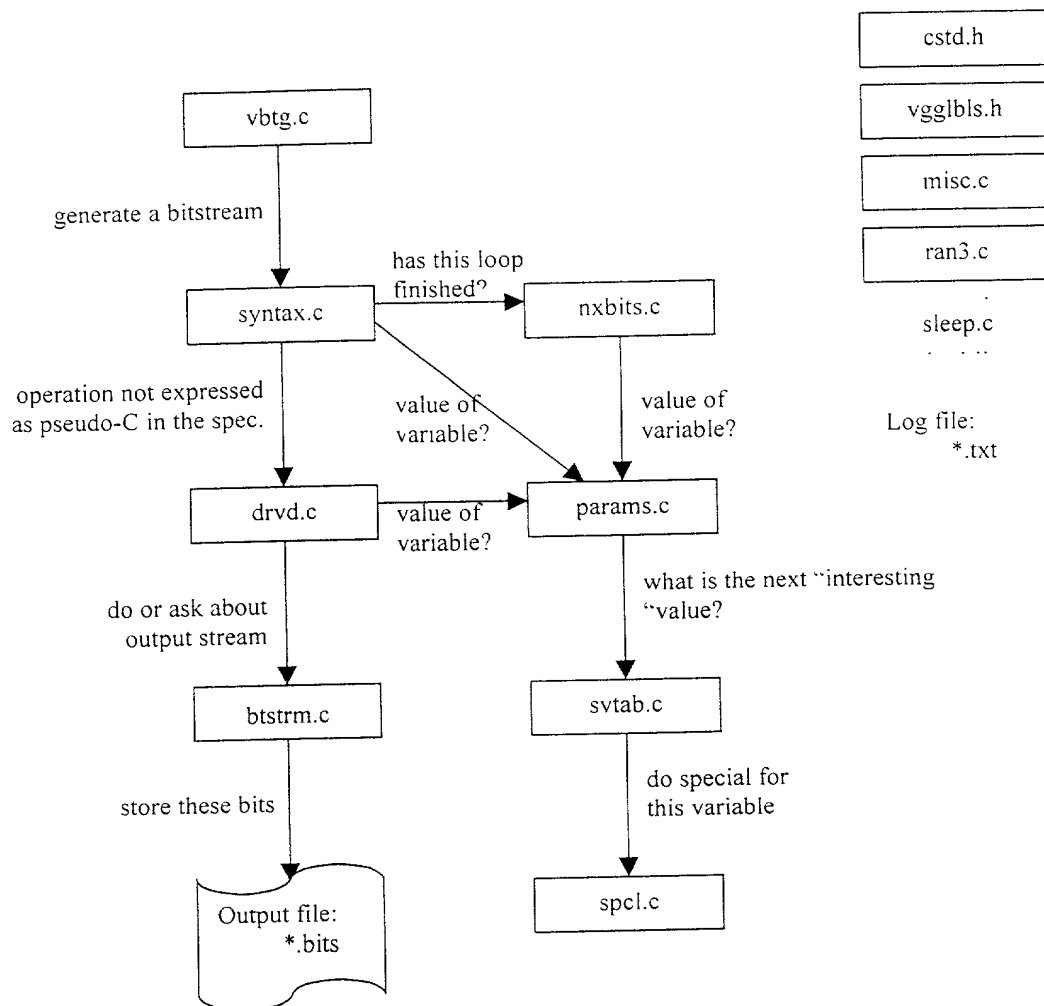 cstd.h
vbtg.c
vgglbls.h
misc.c
generate a bitstream
ran3.c
has this loop
finished?
syntax.c
nxbits.c
sleep.c
operation not expressed
as pseudo-C in the spec.
value of
variable?
value of
variable?
Log file:
*.txt
drvd.c
value of
variable?
params.c
what is the next “interesting
“value?
do or ask about
output stream
btstrm.c
svtab.c
store these bits
do special for
this variable
Output file:
*.bits
spcl.c